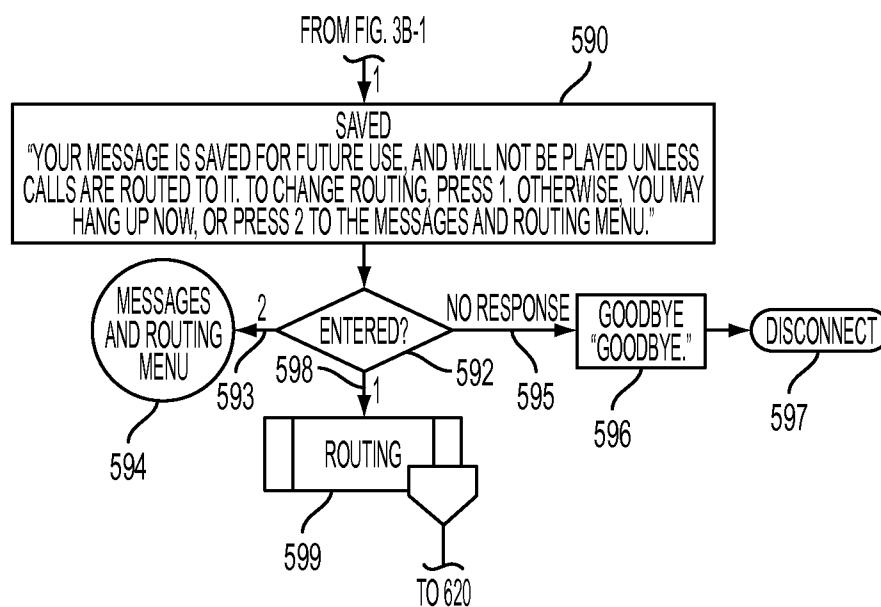 FROM FIG. 3B-1
1
590
SAVED
“YOUR MESSAGE IS SAVED FOR FUTURE USE, AND WILL NOT BE PLAYED UNLESS
CALLS ARE ROUTED TO IT. TO CHANGE ROUTING, PRESS 1. OTHERWISE, YOU MAY
HANG UP NOW, OR PRESS 2 TO THE MESSAGES AND ROUTING MENU.”
MESSAGES
AND ROUTING
MENU
594
2
593
ENTERED?
592
598
1
NO RESPONSE
595
GOODBYE
“GOODBYE.”
596
DISCONNECT
597
ROUTING
599
TO 620